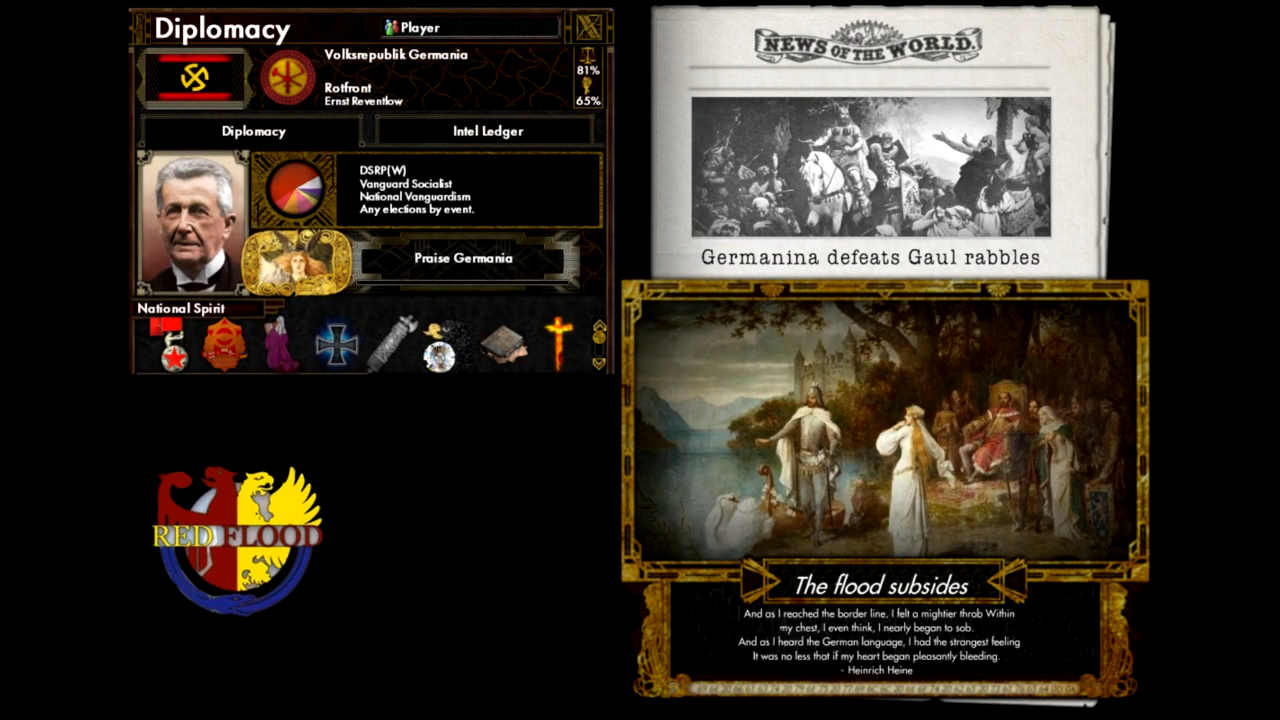 Diplomacy
Player
Volksrepublik Germania
81%
Rotfront
Ernst Reventlow
65%
Diplomacy
Intel Ledger
DSRP(W)
Vanguard Socialist
National Vanguardism
Any elections by event.
Praise Germania
National Spirit
RED FLOOD
NEWS OF THE WORLD.
Germanina defeats Gaul rabbles
The flood subsides
And as I reached the border line, I felt a mightier throb Within
my chest, I even think, I nearly began to sob.
And as I heard the German language, I had the strangest feeling
It was no less that if my heart began pleasantly bleeding.
- Heinrich Heine